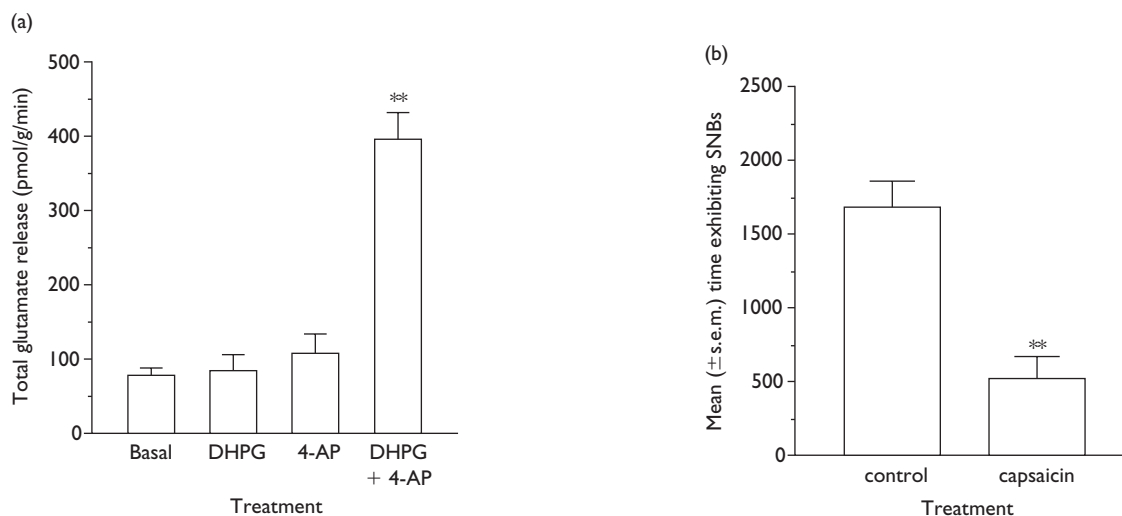 (a)
Total glutamate release (pmol/g/min)
500
400
300
200
100
0
**
Basal DHPG 4-AP DHPG
+ 4-AP
Treatment
(b)
Mean (±s.e.m.) time exhibiting SNBs
2500
2000
1500
1000
500
0
**
control capsaicin
Treatment